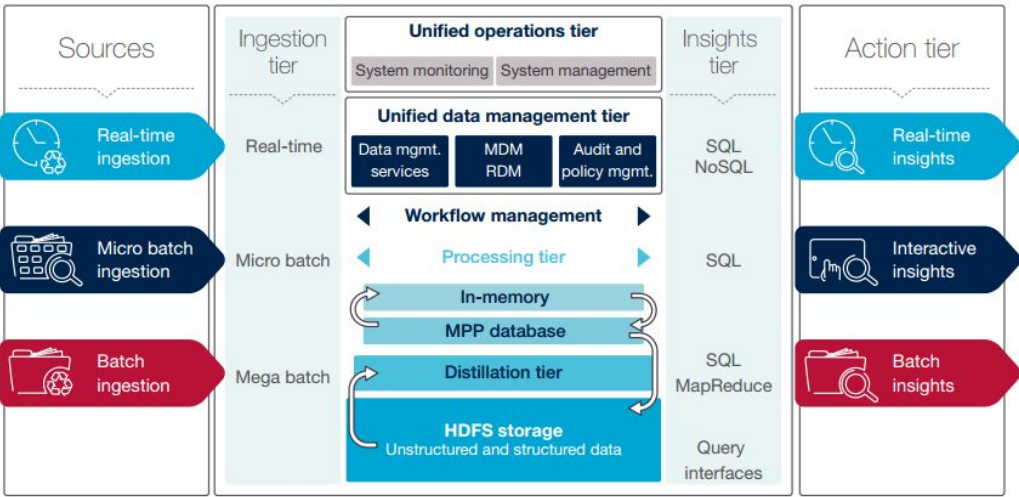 Sources
Real-time
ingestion
Micro batch
ingestion
Batch
ingestion
Ingestion
tier
Real-time
Micro batch
Mega batch
Unified operations tier
System monitoring
System management
Unified data management tier
Data mgmt.
services
MDM
RDM
Audit and
policy mgmt.
Workflow management
Processing tier
In-memory
MPP database
Distillation tier
HDFS storage
Unstructured and structured data
Insights
tier
SQL
NoSQL
SQL
SQL
MapReduce
Query
interfaces
Action tier
Real-time
insights
Interactive
insights
Batch
insights